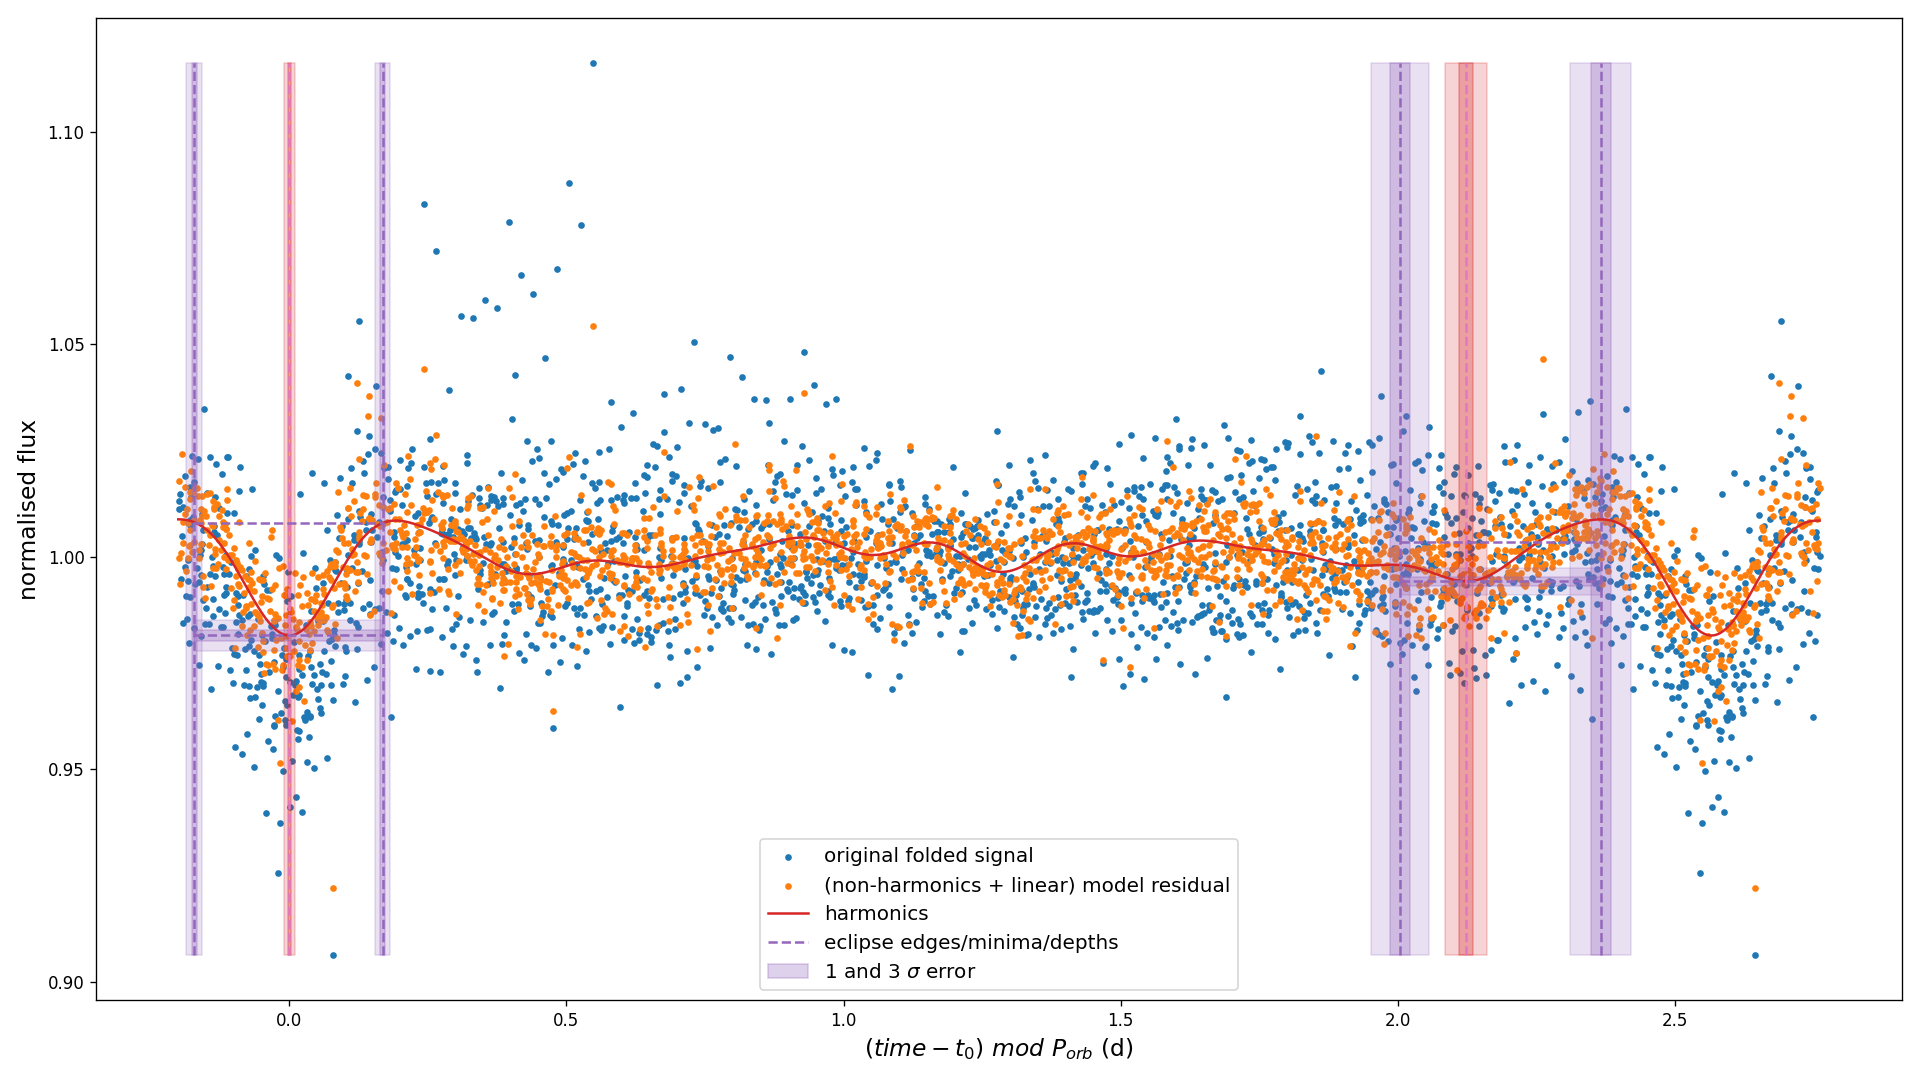 normalised flux
1.10
1.05
1.00
0.95
0.90
0.0
0.5
1.0
1.5
2.0
2.5
(time − t₀) mod Pₒᵣb (d)
original folded signal
(non-harmonics + linear) model residual
harmonics
eclipse edges/minima/depths
1 and 3 σ error